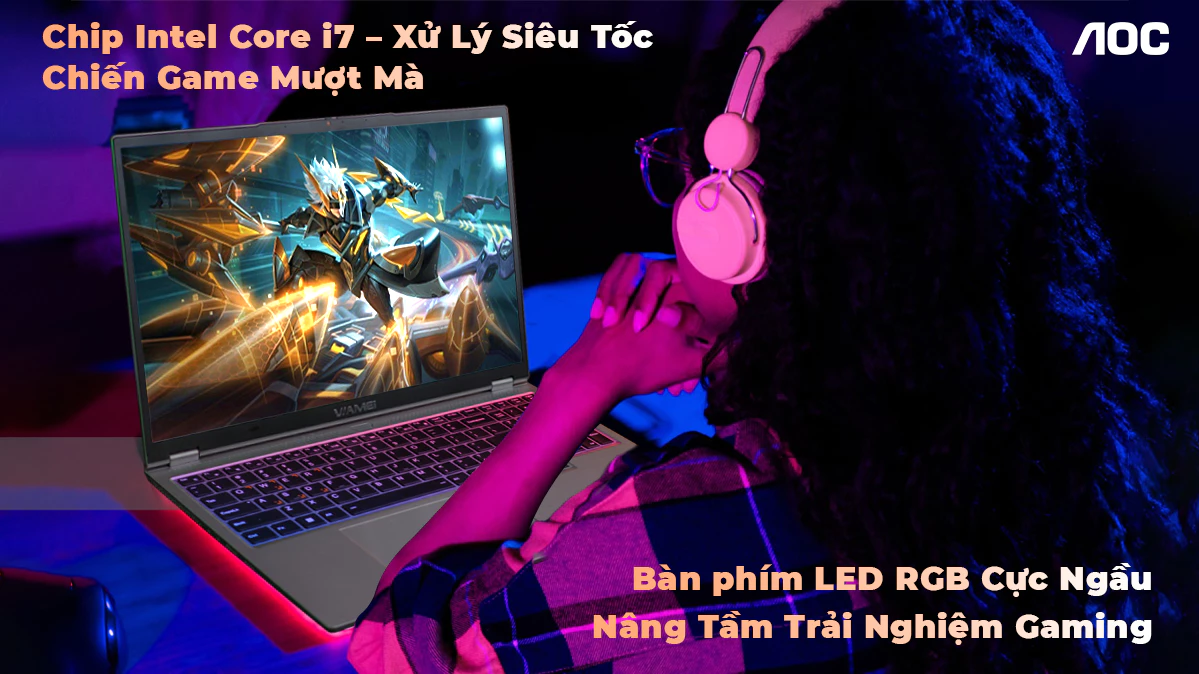 Chip Intel Core i7 – Xử Lý Siêu Tốc
Chiến Game Mượt Mà
AOC
VIAMEI
Bàn phím LED RGB Cực Ngầu
Nâng Tầm Trải Nghiệm Gaming